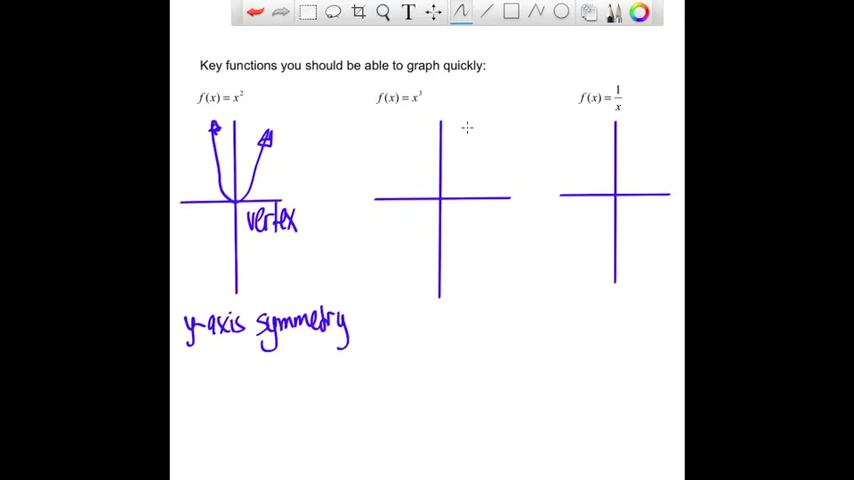 Key functions you should be able to graph quickly:
f(x) = x²
f(x) = x³
f(x) = 1/x
vertex
y-axis symmetry